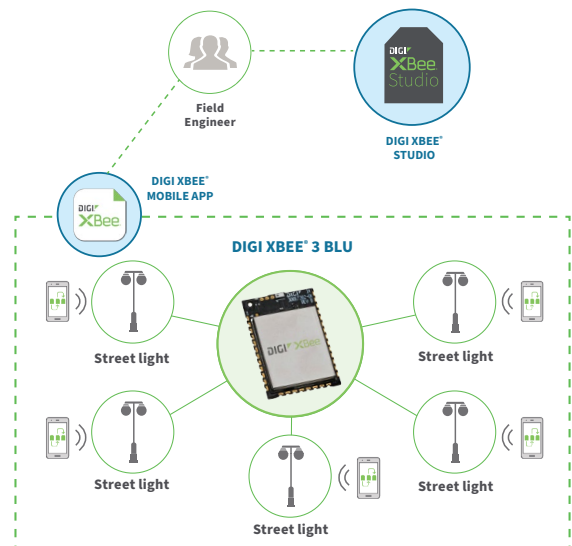 DIGI
XBee
Studio
Field
Engineer
DIGI XBEE®
STUDIO
DIGI XBEE®
MOBILE APP
DIGI
XBee
DIGI XBEE® 3 BLU
DIGI XBee
Street light
Street light
Street light
Street light
Street light